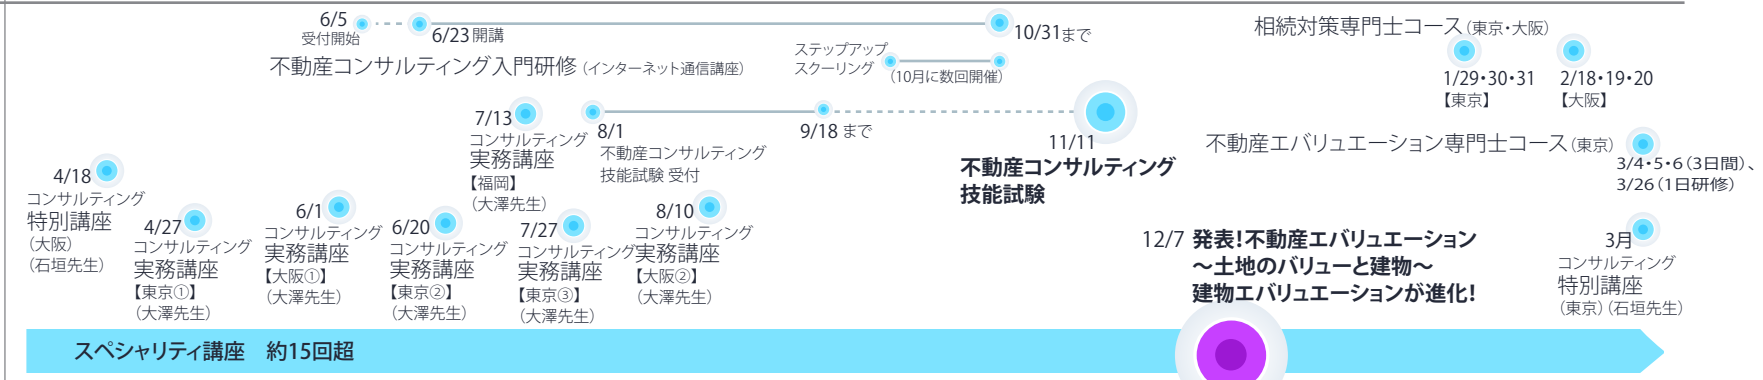 6/5
受付開始
6/23 開講
10/31まで
不動産コンサルティング入門研修（インターネット通信講座）
ステップアップ
スクーリング
（10月に数回開催）
相続対策専門士コース（東京・大阪）
1/29・30・31
【東京】
2/18・19・20
【大阪】
7/13
コンサルティング
実務講座
【福岡】
（大澤先生）
8/1
不動産コンサルティング
技能試験 受付
9/18 まで
11/11
不動産コンサルティング
技能試験
不動産エバリュエーション専門士コース（東京）
3/4・5・6（3日間）、
3/26（1日研修）
4/18
コンサルティング
特別講座
（大阪）
（石垣先生）
4/27
コンサルティング
実務講座
【東京①】
（大澤先生）
6/1
コンサルティング
実務講座
【大阪①】
（大澤先生）
6/20
コンサルティング
実務講座
【東京②】
（大澤先生）
7/27
コンサルティング
実務講座
【東京③】
（大澤先生）
8/10
コンサルティング
実務講座
【大阪②】
（大澤先生）
12/7 発表！不動産エバリュエーション
～土地のバリューと建物～
建物エバリュエーションが進化！
3月
コンサルティング
特別講座
（東京）（石垣先生）
スペシャリティ講座　約15回超